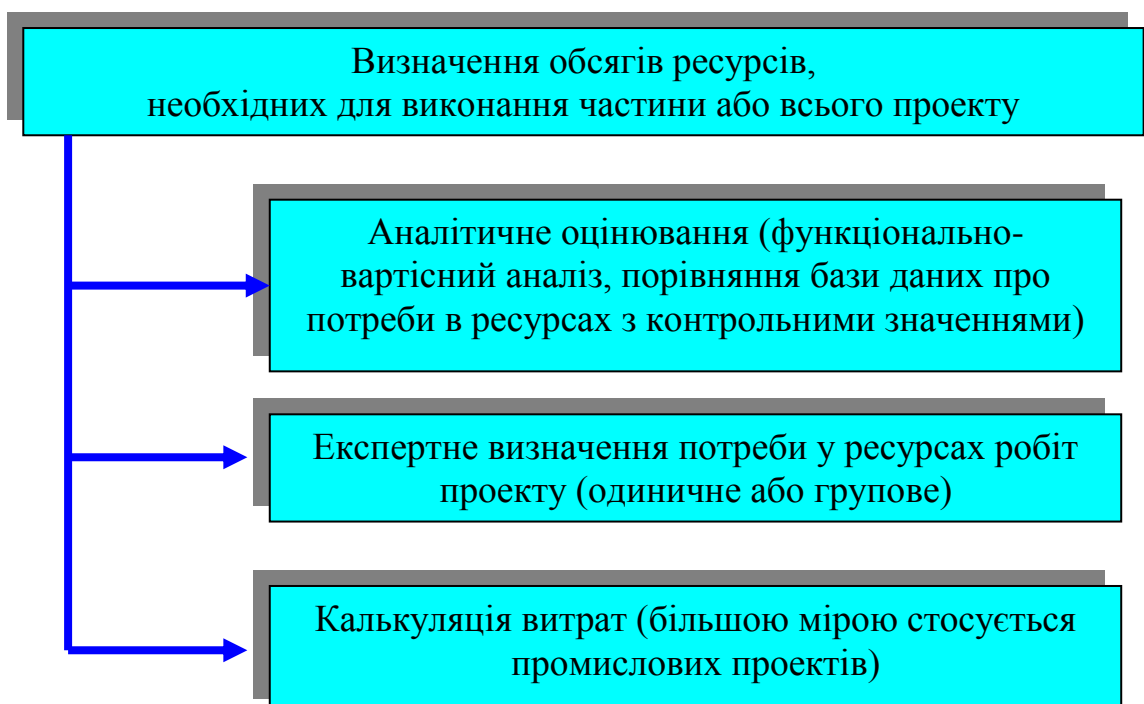 Визначення обсягів ресурсів,
необхідних для виконання частини або всього проекту
Аналітичне оцінювання (функціонально-
вартісний аналіз, порівняння бази даних про
потреби в ресурсах з контрольними значеннями)
Експертне визначення потреби у ресурсах робіт
проекту (одиничне або групове)
Калькуляція витрат (більшою мірою стосується
промислових проектів)